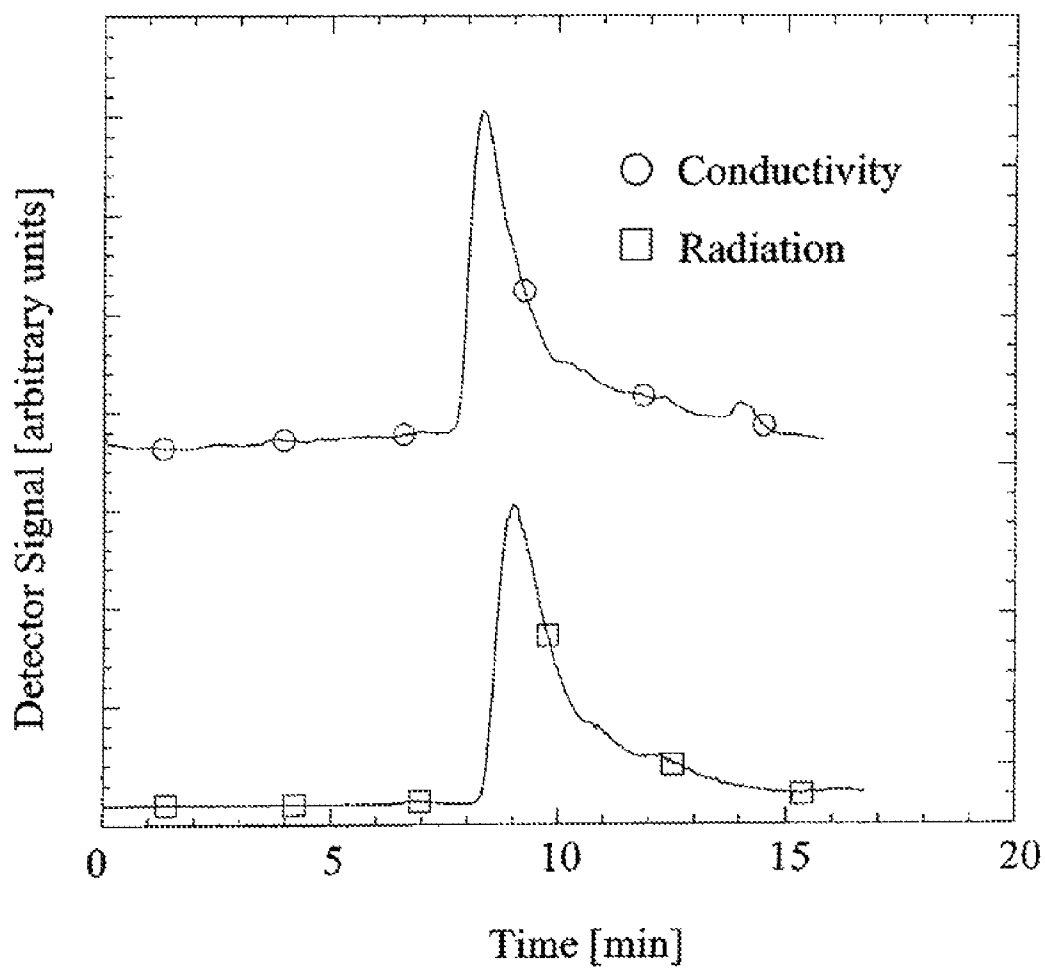 Conductivity
Radiation
Detector Signal [arbitrary units]
0 5 10 15 20
Time [min]